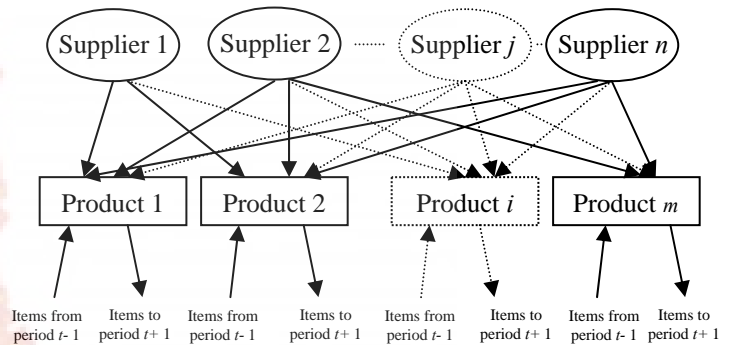 Supplier 1 Supplier 2 Supplier j Supplier n
Product 1 Product 2 Product i Product m
Items from period t- 1 Items to period t+ 1 Items from period t- 1 Items to period t+ 1 Items from period t- 1 Items to period t+ 1 Items from period t- 1 Items to period t+ 1